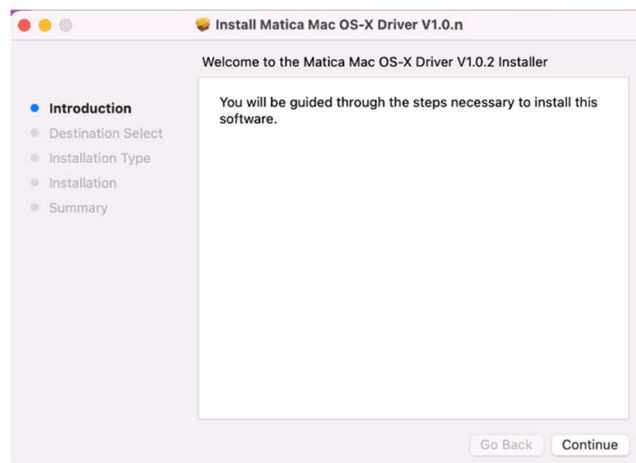 Install Matica Mac OS-X Driver V1.0.n
Welcome to the Matica Mac OS-X Driver V1.0.2 Installer
Introduction
Destination Select
Installation Type
Installation
Summary
You will be guided through the steps necessary to install this
software.
Go Back
Continue